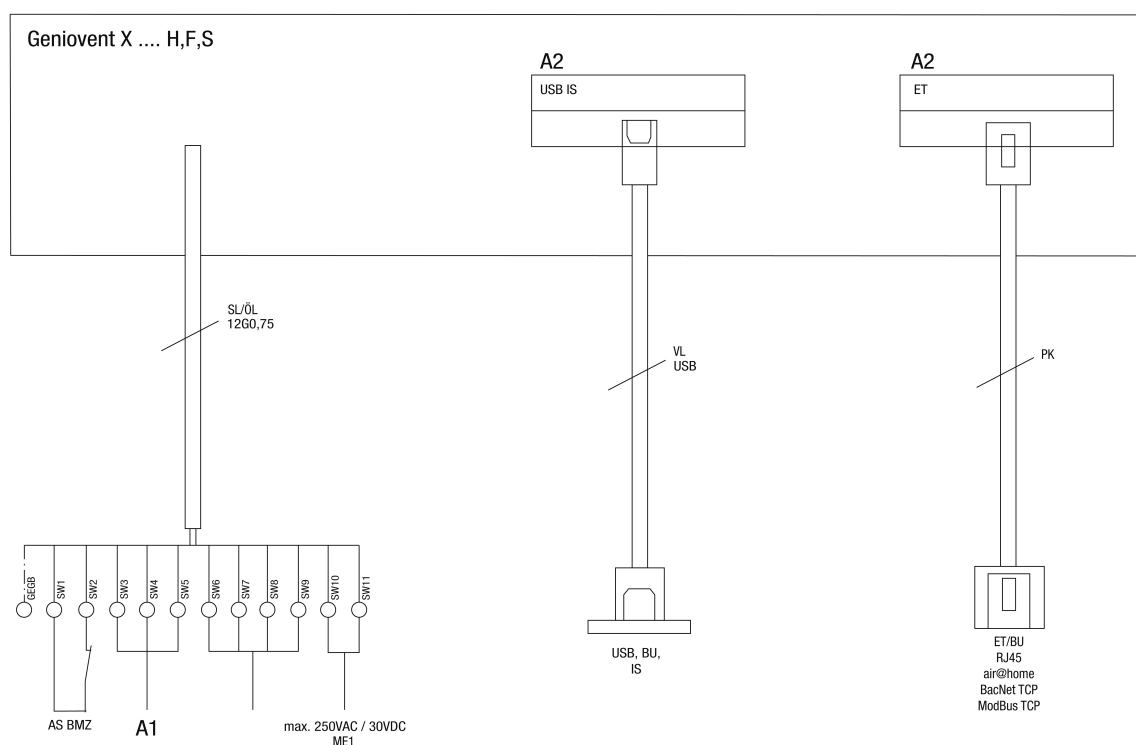 Geniovent X .... H,F,S
A2
USB IS
A2
ET
SL/ÖL
12G0,75
VL
USB
PK
GEGB
SW1
SW2
SW3
SW4
SW5
SW6
SW7
SW8
SW9
SW10
SW11
AS BMZ
A1
max. 250VAC / 30VDC
ME1
USB, BU,
IS
ET/BU
RJ45
air@home
BacNet TCP
ModBus TCP